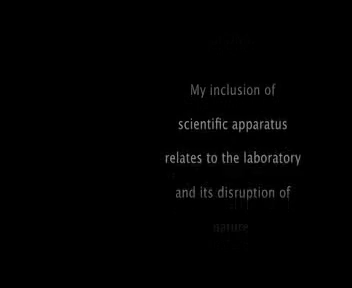 My inclusion of
scientific apparatus
relates to the laboratory
and its disruption of
nature